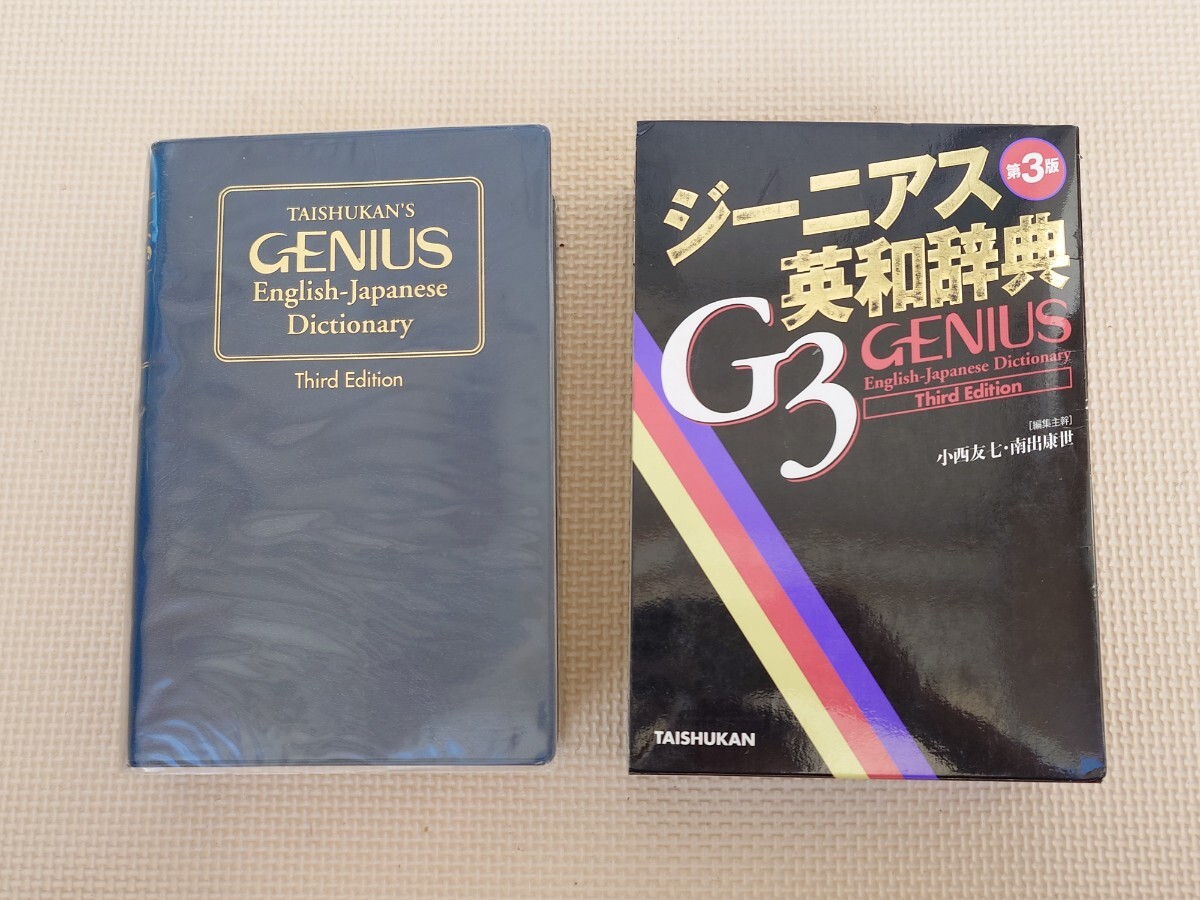 TAISHUKAN'S
GENIUS
English-Japanese
Dictionary
Third Edition
第3版
ジーニアス
英和辞典
G3
GENIUS
English-Japanese Dictionary
Third Edition
[編集主幹]
小西友七・南出康世
TAISHUKAN